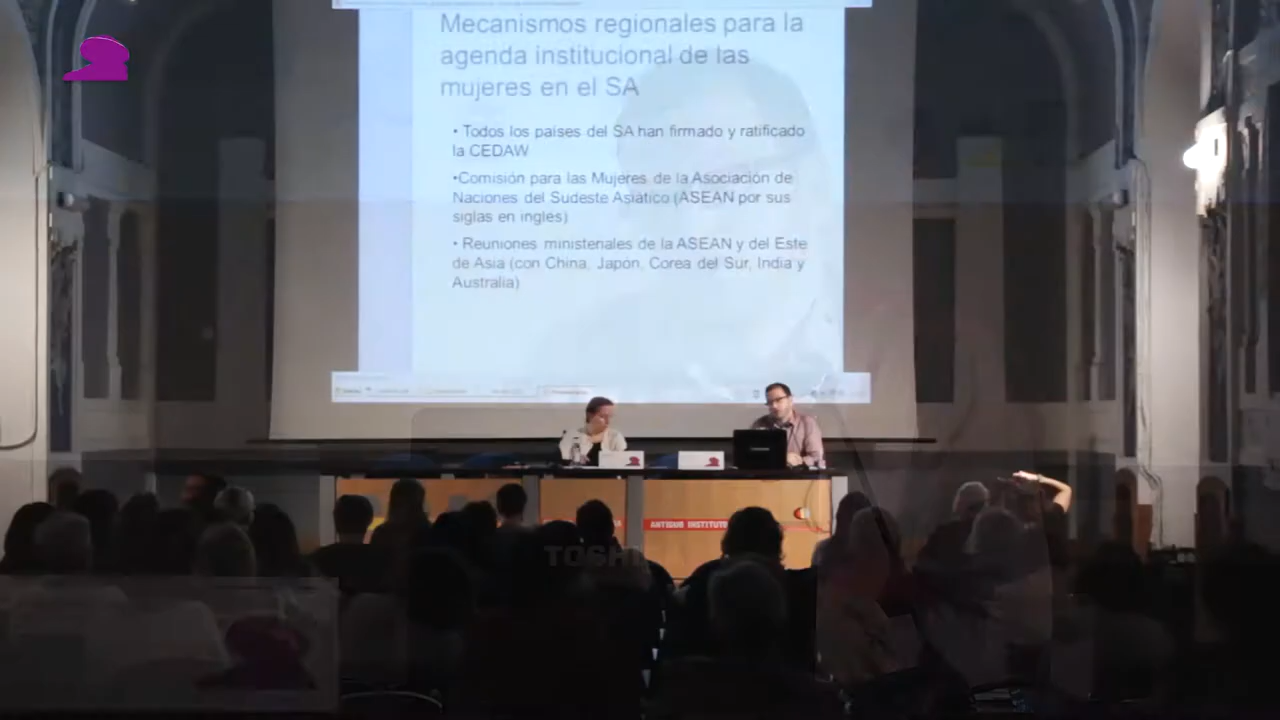 Mecanismos regionales para la
agenda institucional de las
mujeres en el SA
• Todos los países del SA han firmado y ratificado
la CEDAW
•Comisión para las Mujeres de la Asociación de
Naciones del Sudeste Asiático (ASEAN por sus
siglas en inglés)
• Reuniones ministeriales de la ASEAN y del Este
de Asia (con China, Japón, Corea del Sur, India y
Australia)
ANTIGUO INSTITUTO
TOSHI